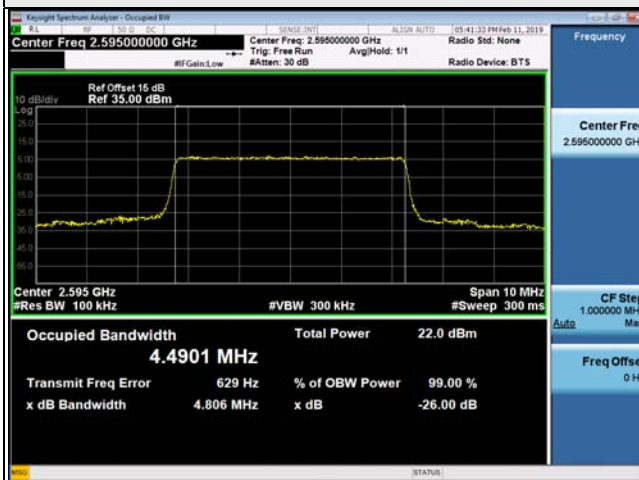 Keysight Spectrum Analyzer - Occupied BW
RL RF 50 Ω DC SENSE:INT ALIGN AUTO 05:41:33 PM Feb 11, 2019
Center Freq 2.595000000 GHz
Center Freq: 2.595000000 GHz
Radio Std: None
Trig: Free Run Avg|Hold: 1/1
#IFGain:Low #Atten: 30 dB Radio Device: BTS
Frequency
Ref Offset 15 dB
10 dB/div Ref 35.00 dBm
Log
25.0
15.0
5.00
-5.00
-15.0
-25.0
-35.0
-45.0
-55.0
Center 2.595 GHz Span 10 MHz
#Res BW 100 kHz #VBW 300 kHz #Sweep 300 ms
Occupied Bandwidth Total Power 22.0 dBm
4.4901 MHz
Transmit Freq Error 629 Hz % of OBW Power 99.00 %
x dB Bandwidth 4.806 MHz x dB -26.00 dB
Center Fre
2.595000000 GH
CF Ste
1.000000 MH
Auto Ma
Freq Offse
0 H
MSG STATUS